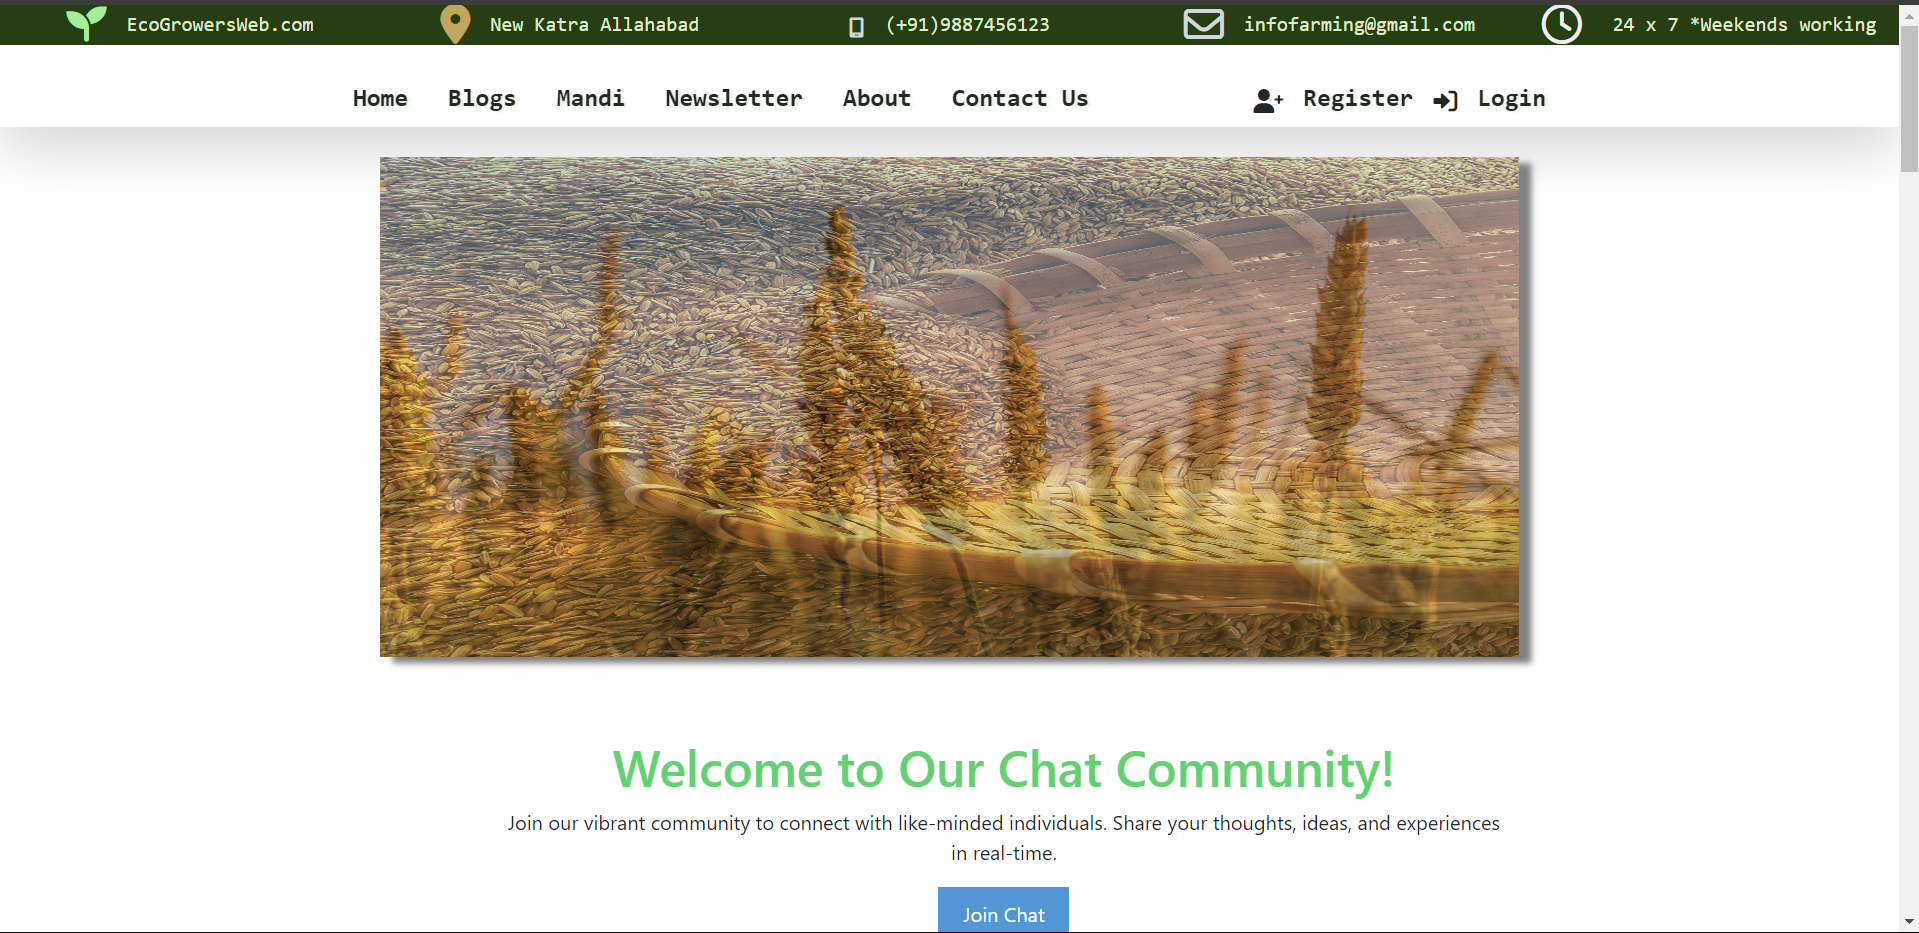 EcoGrowersWeb.com New Katra Allahabad (+91)9887456123 infofarming@gmail.com 24 x 7 *Weekends working
Home Blogs Mandi Newsletter About Contact Us Register Login
Welcome to Our Chat Community!
Join our vibrant community to connect with like-minded individuals. Share your thoughts, ideas, and experiences
in real-time.
Join Chat